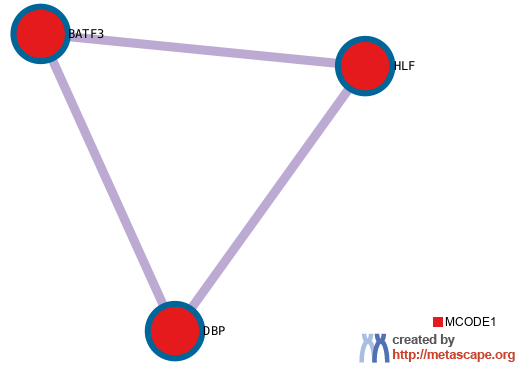 BATF3
HLF
DBP
MCODE1
created by
http://metascape.org